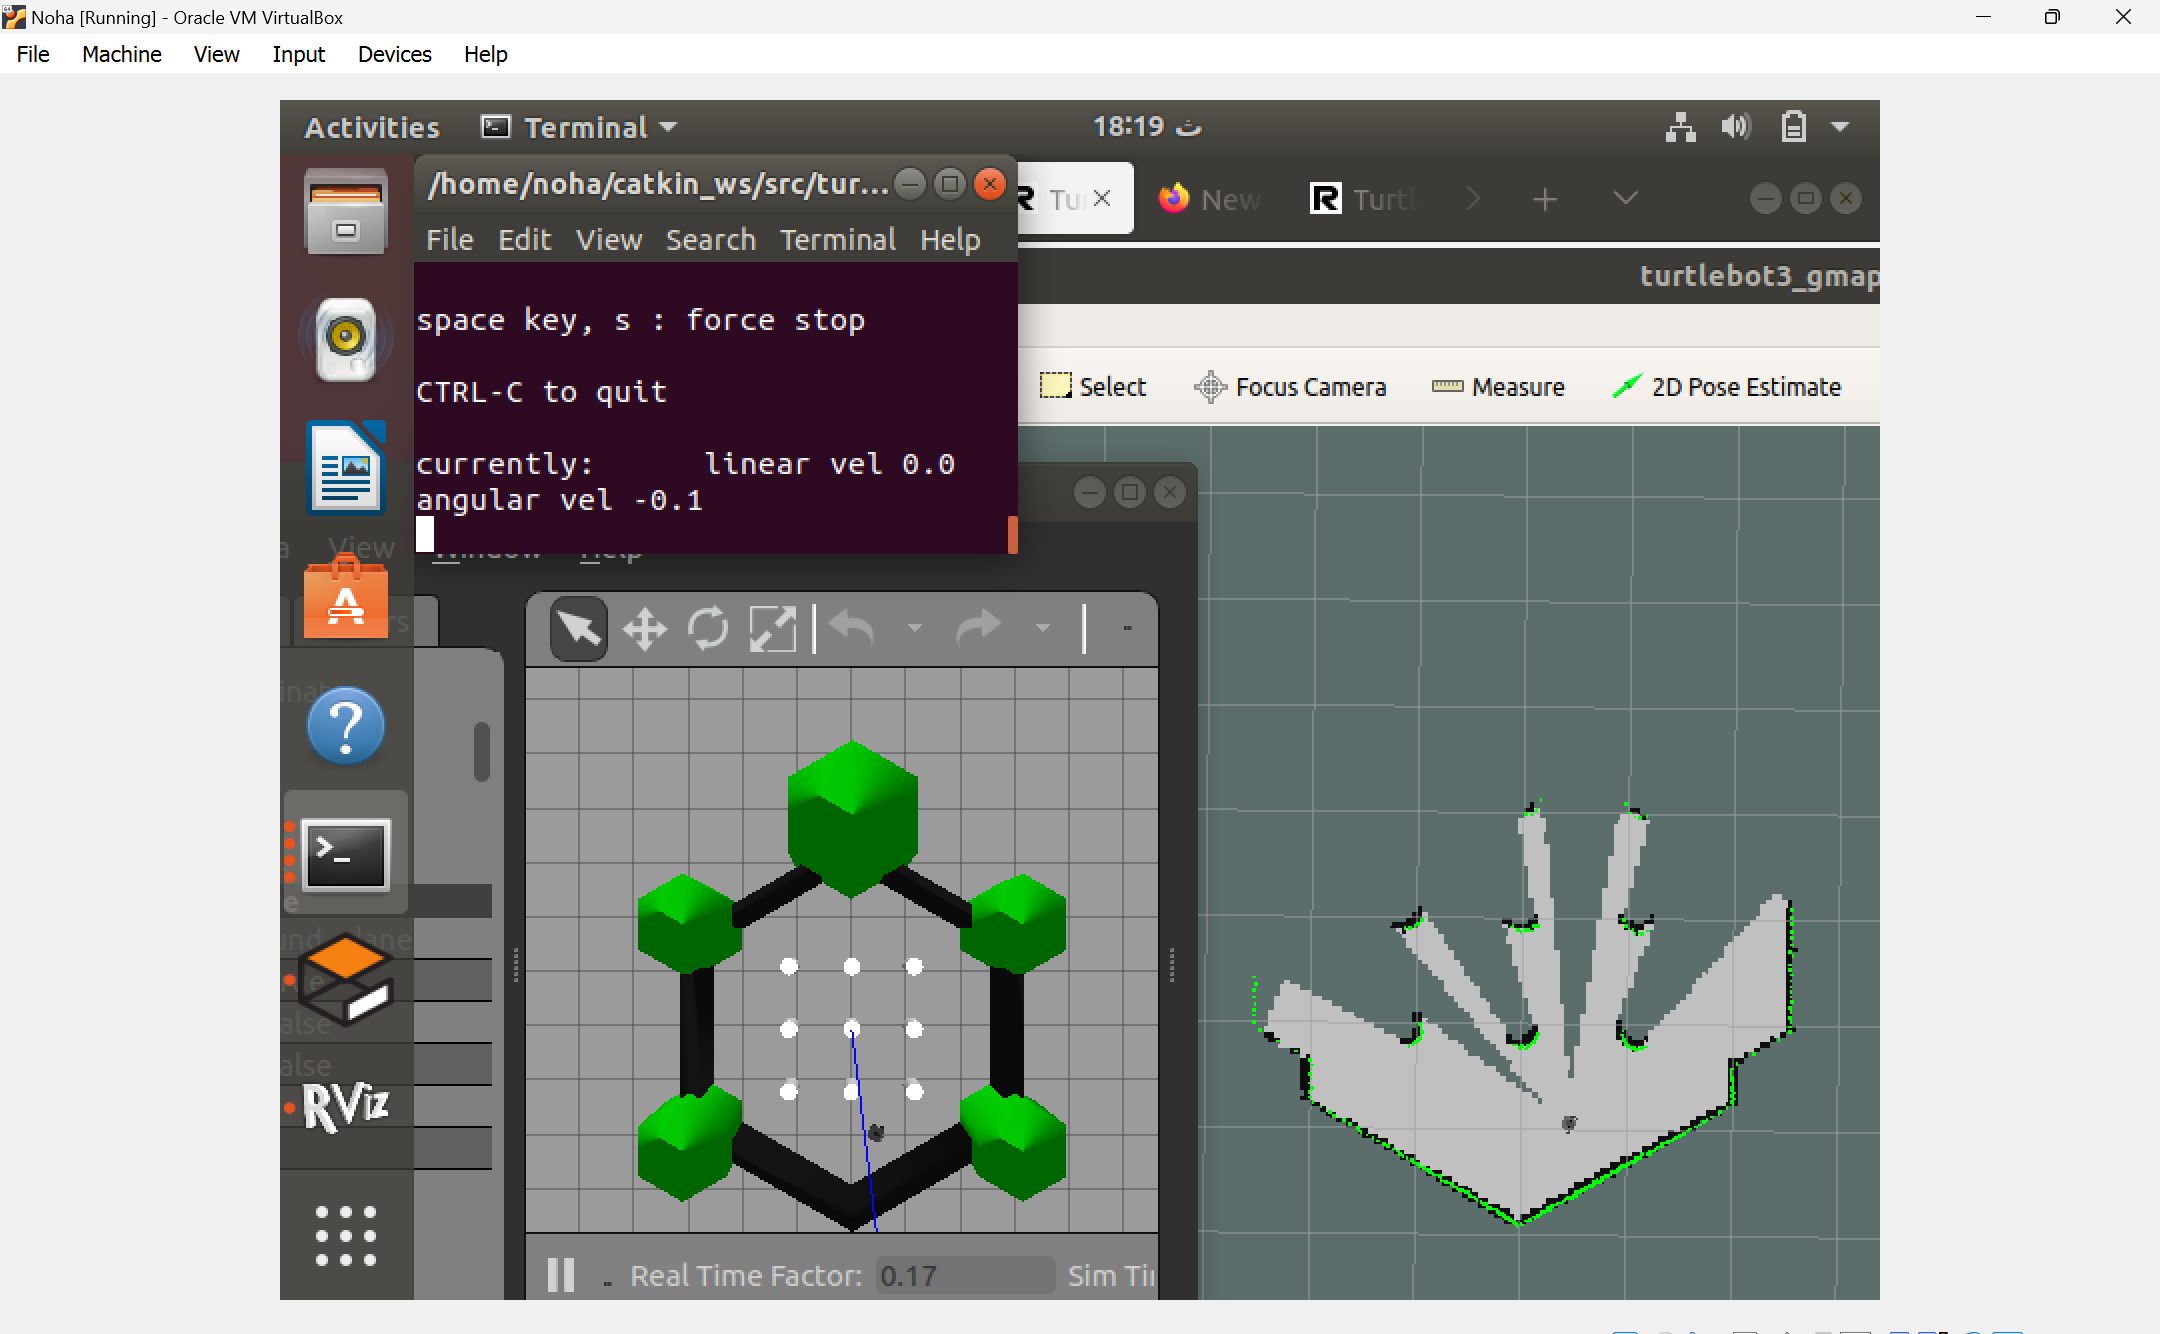 Noha [Running] - Oracle VM VirtualBox
File Machine View Input Devices Help
Activities Terminal 18:19 ث
/home/noha/catkin_ws/src/tur...
File Edit View Search Terminal Help
space key, s : force stop
CTRL-C to quit
currently: linear vel 0.0
angular vel -0.1
New
turtlebot3_gmap
Select Focus Camera Measure 2D Pose Estimate
View Window Help
Real Time Factor: 0.17 Sim
RViz